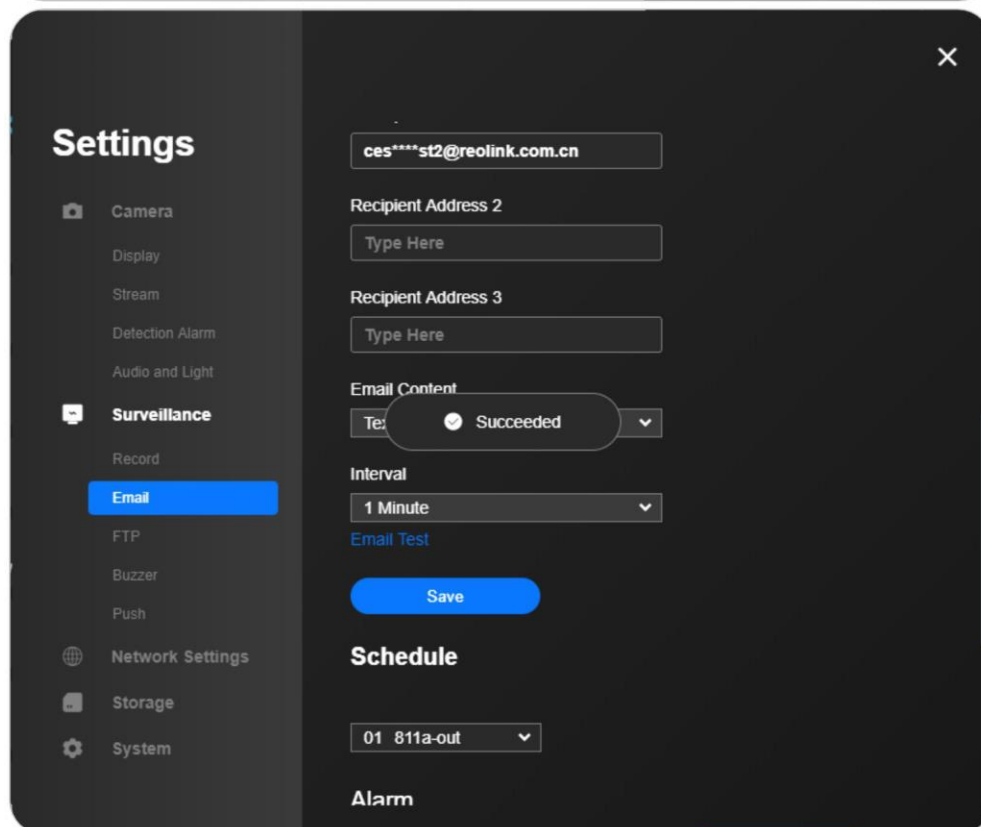 Settings
Camera
Display
Stream
Detection Alarm
Audio and Light
Surveillance
Record
Email
FTP
Buzzer
Push
Network Settings
Storage
System
ces****st2@reolink.com.cn
Recipient Address 2
Type Here
Recipient Address 3
Type Here
Email Content
Succeeded
Interval
1 Minute
Email Test
Save
Schedule
01 811a-out
Alarm